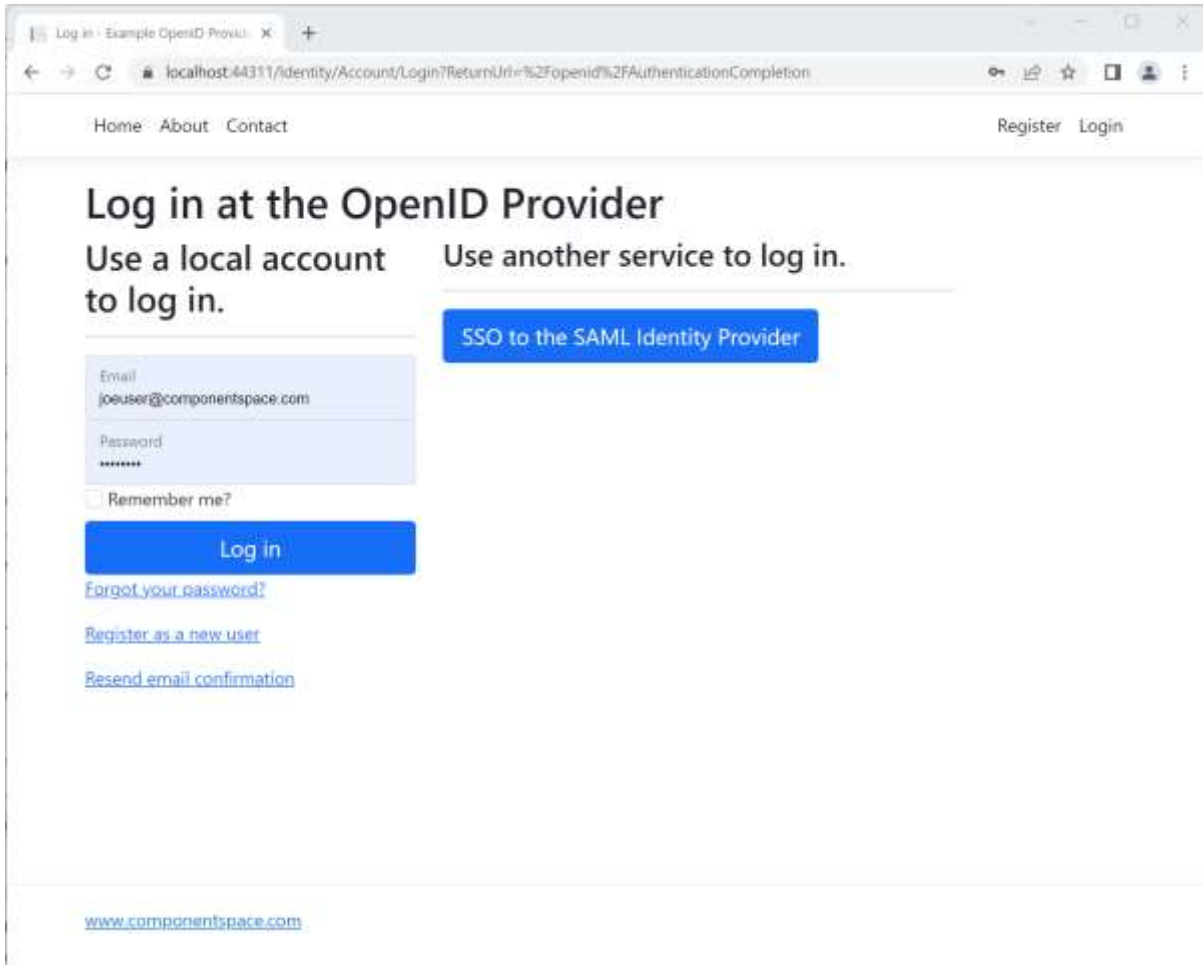 Log in - Example OpenID Provid
localhost:44311/Identity/Account/Login?ReturnUrl=%2Fopenid%2FAuthenticationCompletion
Home About Contact Register Login
Log in at the OpenID Provider
Use a local account
to log in.
Use another service to log in.
SSO to the SAML Identity Provider
Email
joeuser@componentspace.com
Password
••••••••
Remember me?
Log in
Forgot your password?
Register as a new user
Resend email confirmation
www.componentspace.com